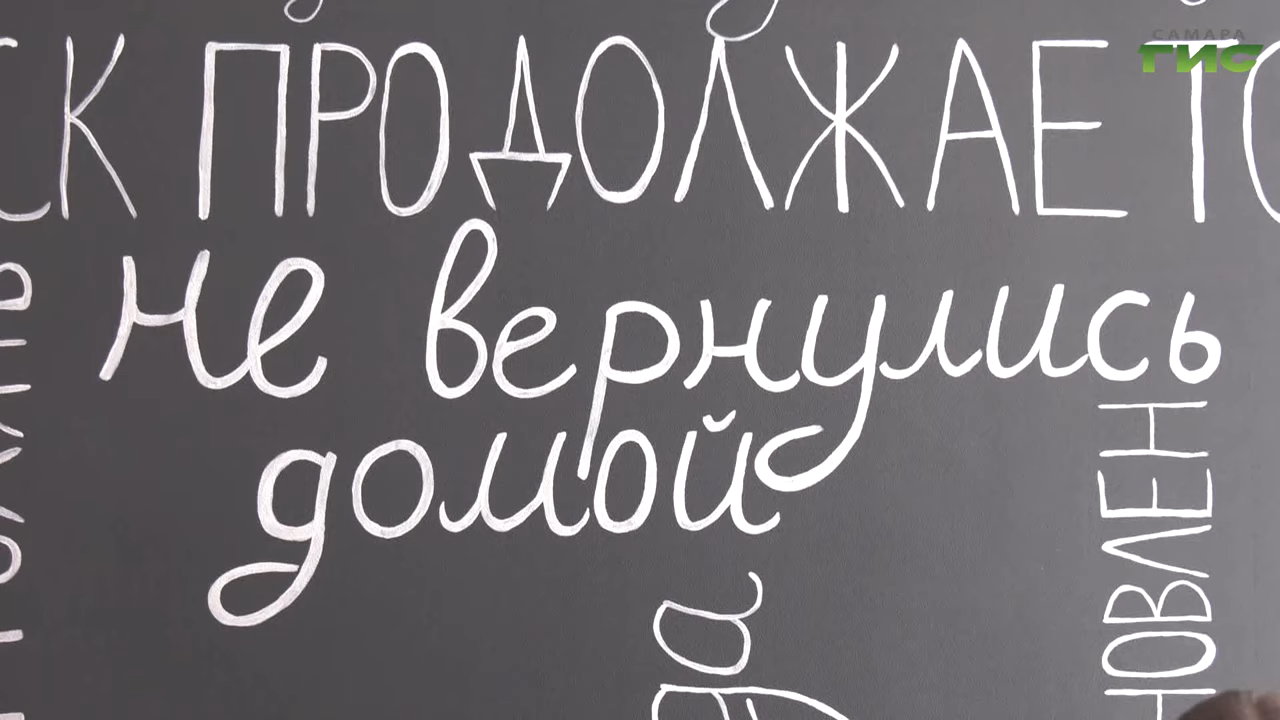 СК ПРОДОЛЖАЕТС
не вернулись
домой
НОВЛЕН
САМАРА
ГИС